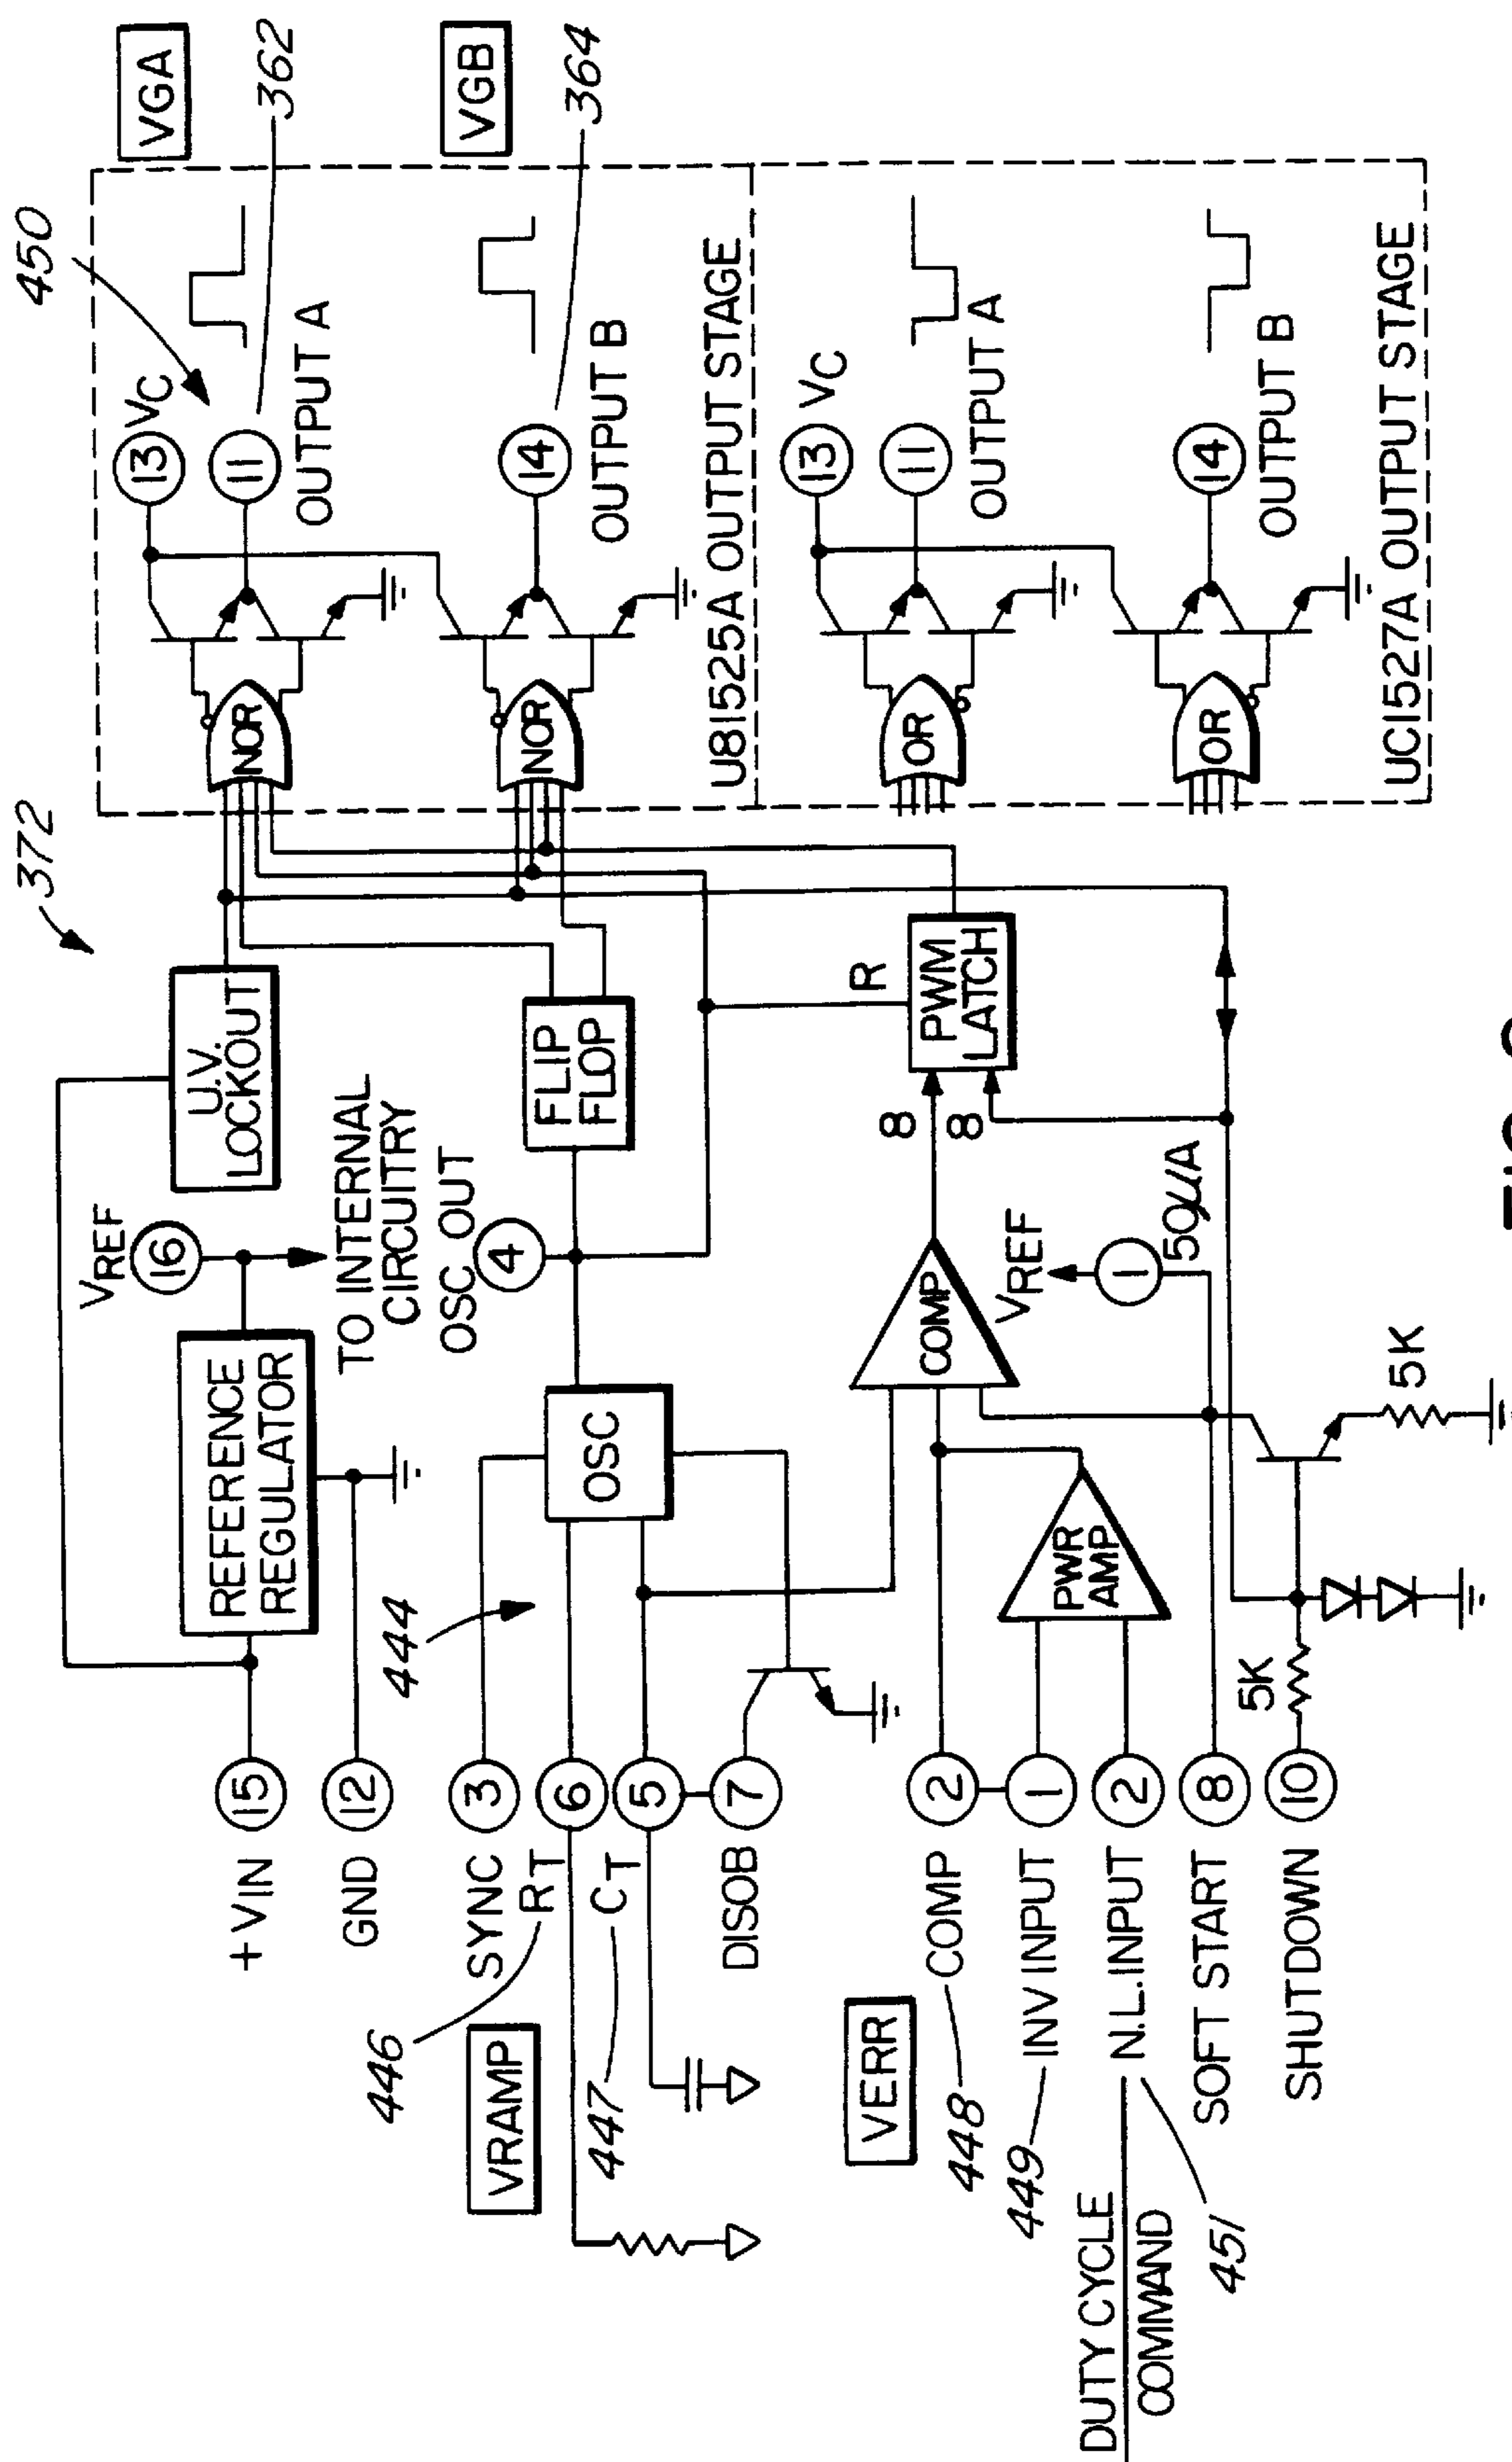 372
450
VGA
362
VGB
364
+VIN
15
GND
12
REFERENCE
REGULATOR
VREF
16
TO INTERNAL
CIRCUITRY
U.V.
LOCKOUT
NOR
NOR
13
VC
11
OUTPUT A
14
OUTPUT B
U81525A OUTPUT STAGE
446
VRAMP
447
444
SYNC
3
RT
6
CT
5
DISOB
7
OSC
OSC OUT
4
FLIP
FLOP
VERR
448
COMP
2
449
INV INPUT
1
DUTY CYCLE
COMMAND
451
N.L.INPUT
2
SOFT START
8
SHUTDOWN
10
5K
PWR
AMP
COMP
VREF
1
50µA
5K
8
8
R
PWM
LATCH
OR
OR
13
VC
11
OUTPUT A
14
OUTPUT B
UC1527A OUTPUT STAGE